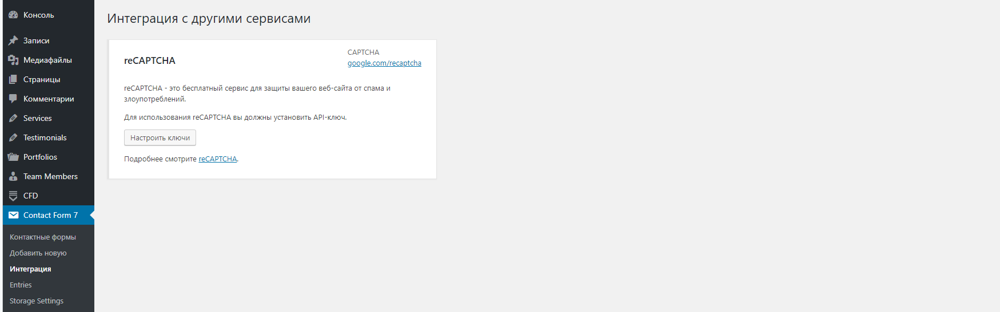 Консоль
Записи
Медиафайлы
Страницы
Комментарии
Services
Testimonials
Portfolios
Team Members
CFD
Contact Form 7
Контактные формы
Добавить новую
Интеграция
Entries
Storage Settings
Интеграция с другими сервисами
reCAPTCHA
CAPTCHA
google.com/recaptcha
reCAPTCHA - это бесплатный сервис для защиты вашего веб-сайта от спама и
злоупотреблений.
Для использования reCAPTCHA вы должны установить API-ключ.
Настроить ключи
Подробнее смотрите reCAPTCHA.